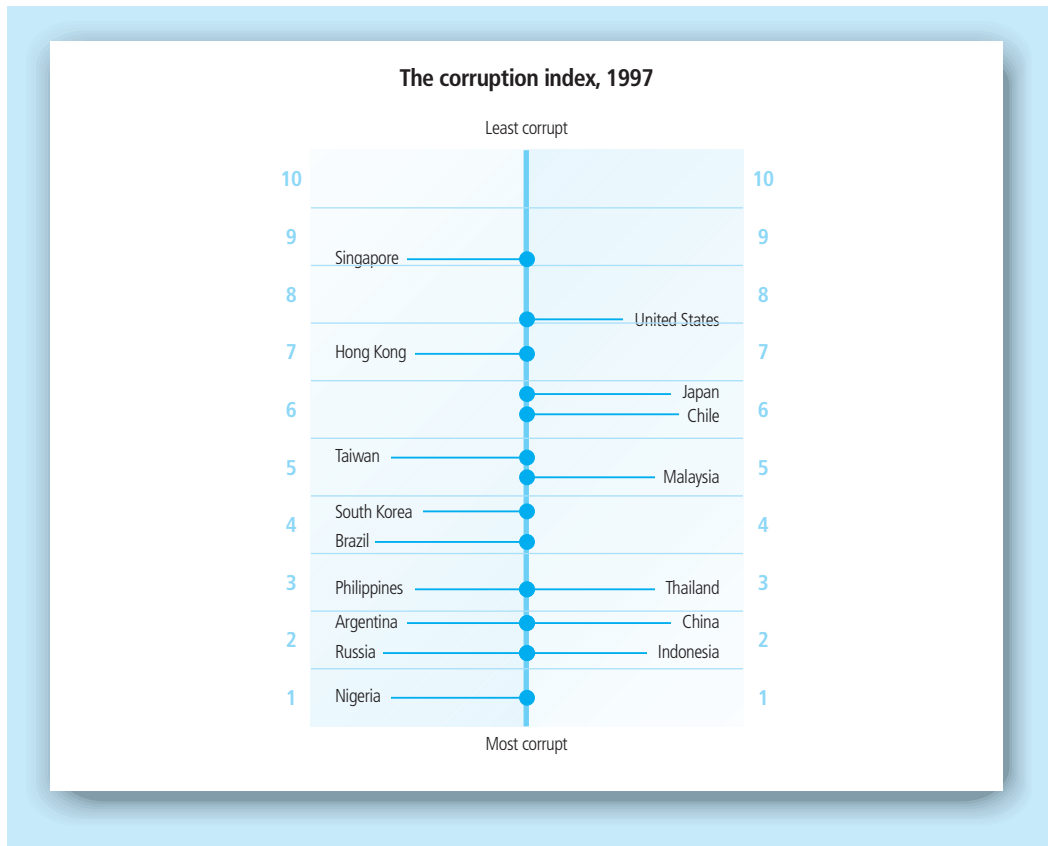 The corruption index, 1997
Least corrupt
10 10
9 9
Singapore
8 8
United States
7 Hong Kong 7
Japan
6 6
Chile
Taiwan
5 5
Malaysia
South Korea
4 4
Brazil
3 Philippines Thailand 3
Argentina China
2 2
Russia Indonesia
1 Nigeria 1
Most corrupt